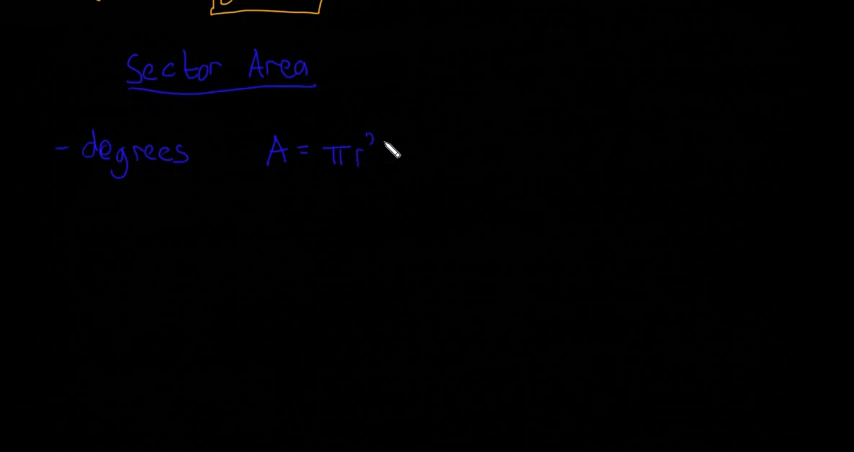 Sector Area
- degrees A = πr²